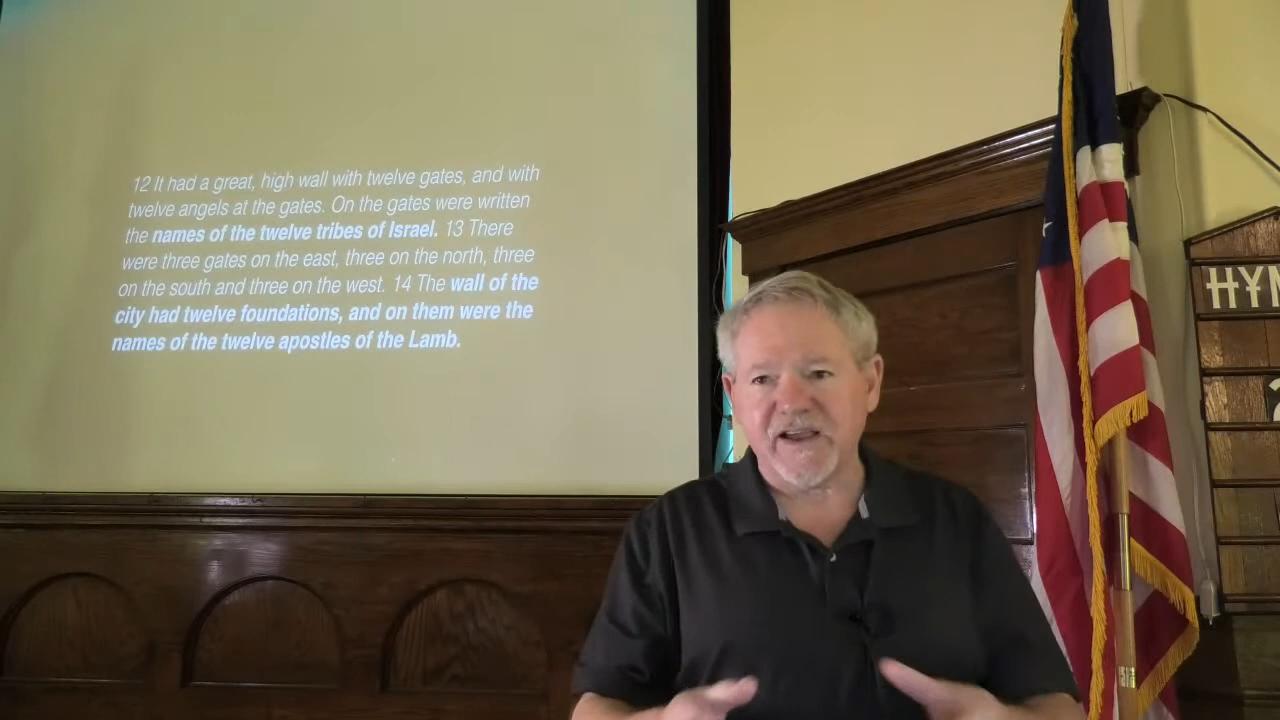 12 It had a great, high wall with twelve gates, and with
twelve angels at the gates. On the gates were written
the names of the twelve tribes of Israel. 13 There
were three gates on the east, three on the north, three
on the south and three on the west. 14 The wall of the
city had twelve foundations, and on them were the
names of the twelve apostles of the Lamb.